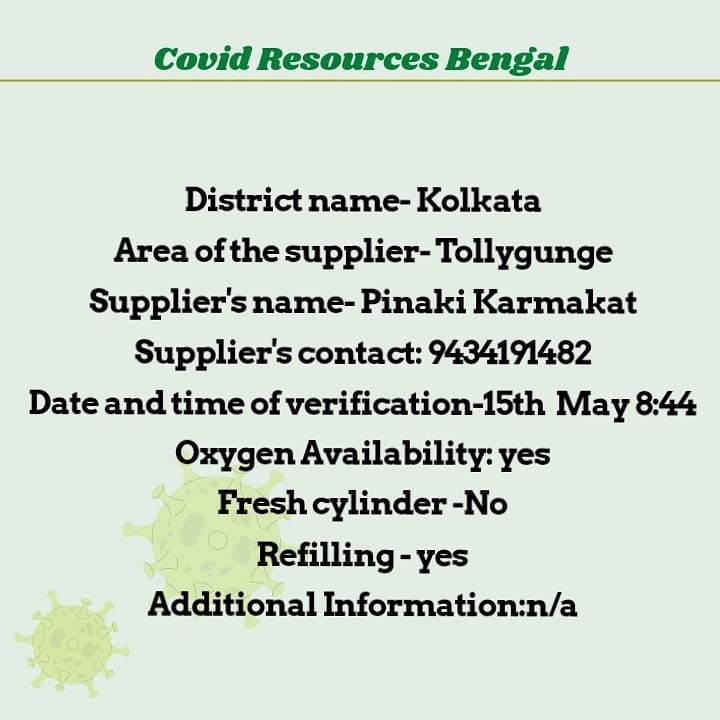 Covid Resources Bengal
District name- Kolkata
Area of the supplier- Tollygunge
Supplier's name- Pinaki Karmakat
Supplier's contact: 9434191482
Date and time of verification-15th May 8:44
Oxygen Availability: yes
Fresh cylinder -No
Refilling - yes
Additional Information:n/a